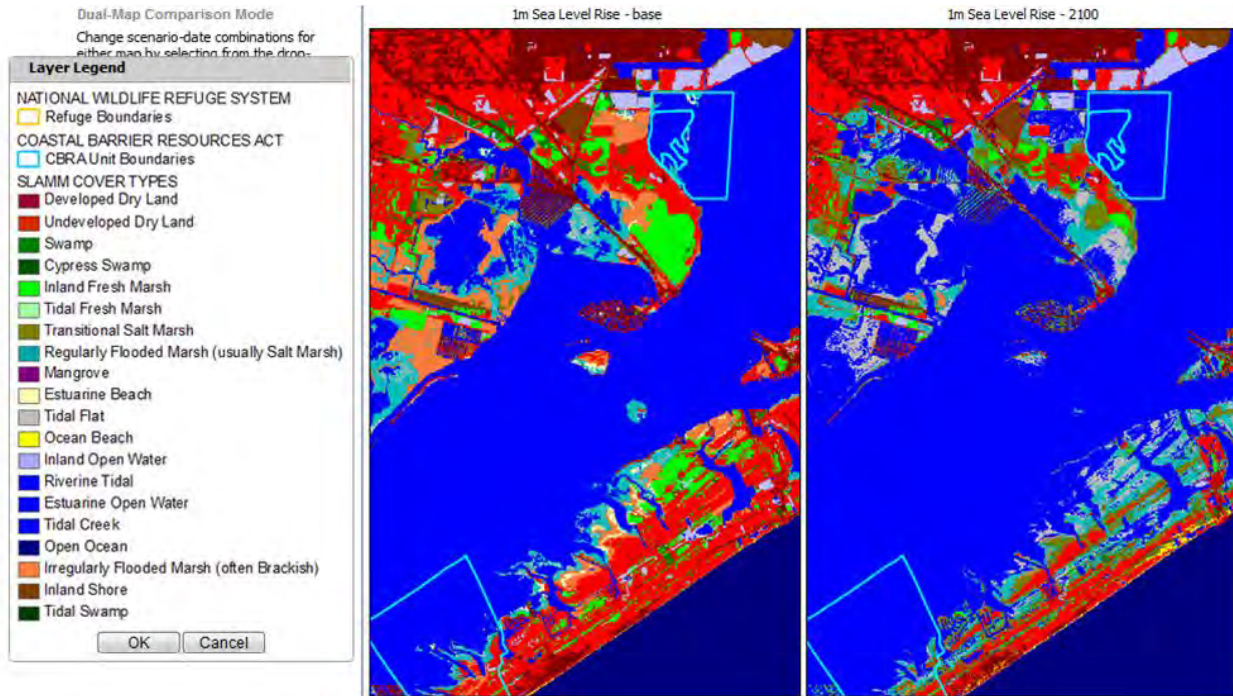 Dual-Map Comparison Mode
Change scenario-date combinations for
either map by selecting from the drop-
Layer Legend
NATIONAL WILDLIFE REFUGE SYSTEM
Refuge Boundaries
COASTAL BARRIER RESOURCES ACT
CBRA Unit Boundaries
SLAMM COVER TYPES
Developed Dry Land
Undeveloped Dry Land
Swamp
Cypress Swamp
Inland Fresh Marsh
Tidal Fresh Marsh
Transitional Salt Marsh
Regularly Flooded Marsh (usually Salt Marsh)
Mangrove
Estuarine Beach
Tidal Flat
Ocean Beach
Inland Open Water
Riverine Tidal
Estuarine Open Water
Tidal Creek
Open Ocean
Irregularly Flooded Marsh (often Brackish)
Inland Shore
Tidal Swamp
OK Cancel
1m Sea Level Rise - base
1m Sea Level Rise - 2100